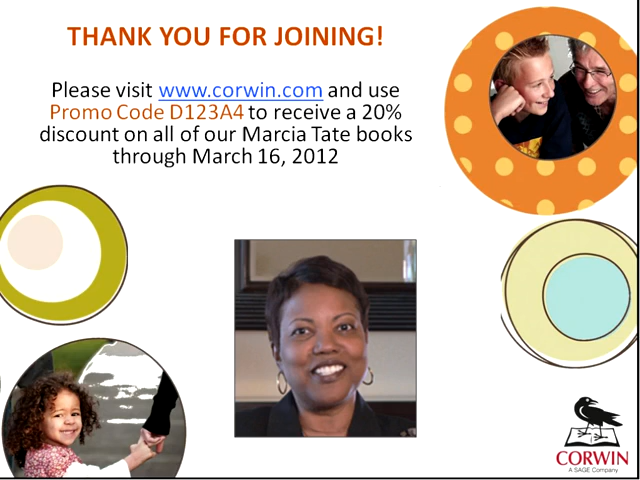 THANK YOU FOR JOINING!
Please visit www.corwin.com and use
Promo Code D123A4 to receive a 20%
discount on all of our Marcia Tate books
through March 16, 2012
CORWIN
A SAGE Company